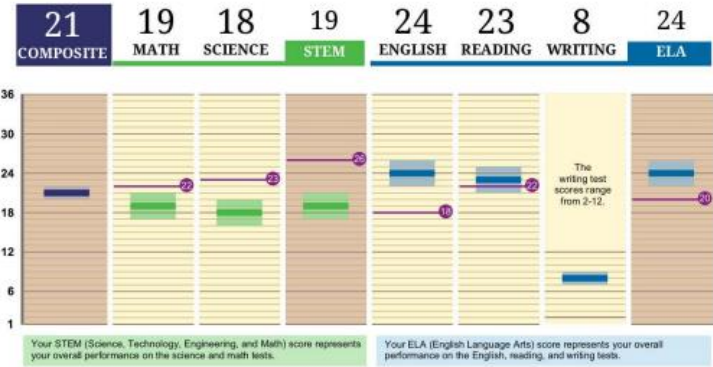 21 19 18 19 24 23 8 24
COMPOSITE MATH SCIENCE STEM ENGLISH READING WRITING ELA
36
30
24
18
12
6
1
22
23
26
18
22
20
The
writing test
scores range
from 2-12.
Your STEM (Science, Technology, Engineering, and Math) score represents
your overall performance on the science and math tests.
Your ELA (English Language Arts) score represents your overall
performance on the English, reading, and writing tests.